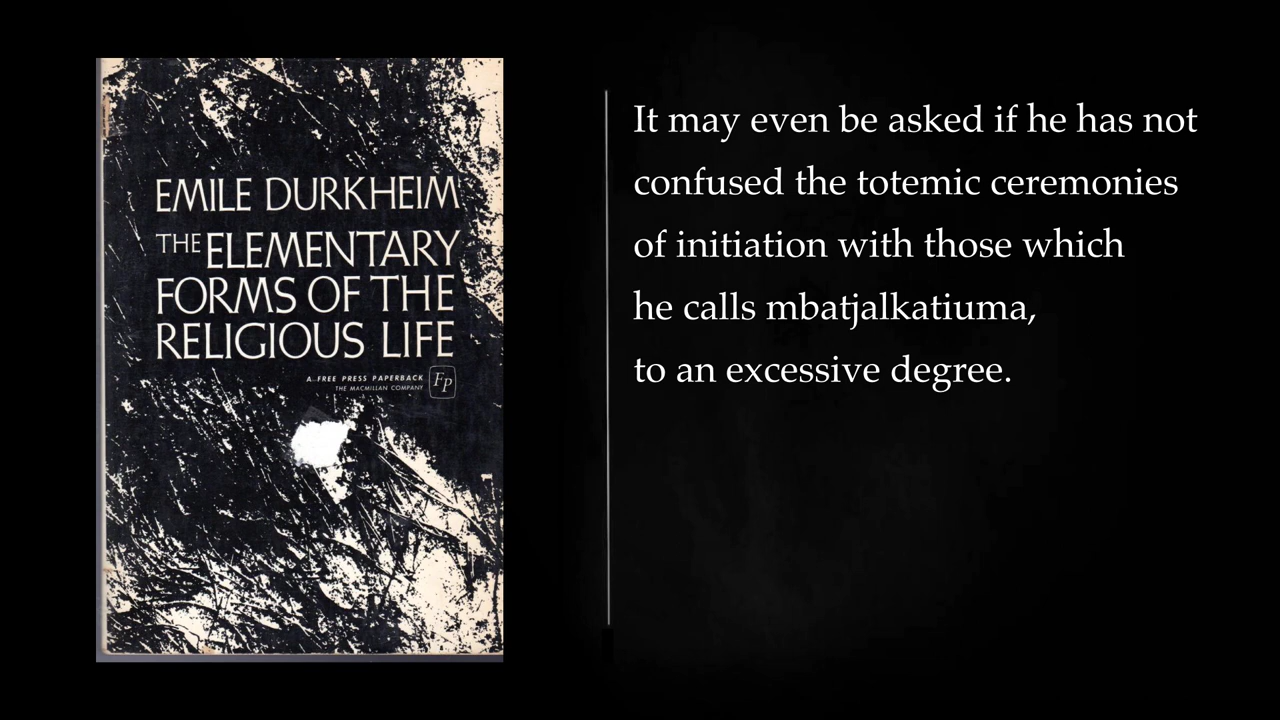 EMILE DURKHEIM
THE ELEMENTARY
FORMS OF THE
RELIGIOUS LIFE
A FREE PRESS PAPERBACK
THE MACMILLAN COMPANY
FP
It may even be asked if he has not
confused the totemic ceremonies
of initiation with those which
he calls mbatjalkatiuma,
to an excessive degree.